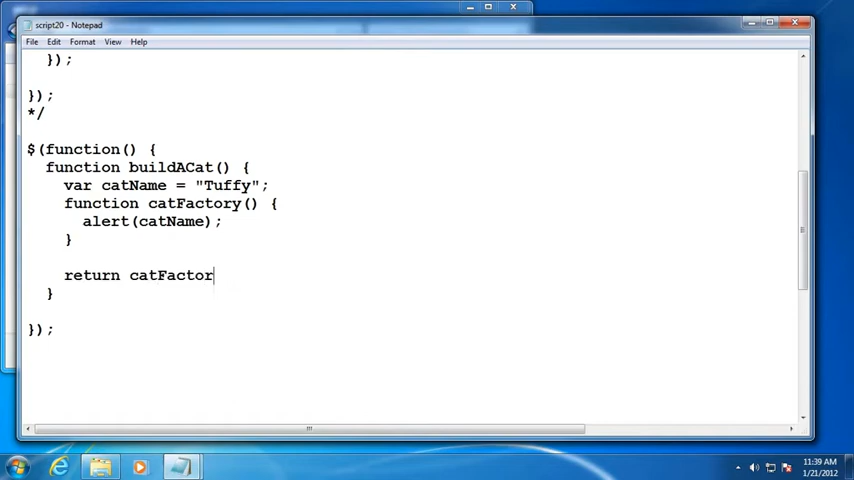 script20 - Notepad
File Edit Format View Help
});
});
*/
$(function() {
function buildACat() {
var catName = "Tuffy";
function catFactory() {
alert(catName);
}
return catFactor
}
});
11:39 AM
1/21/2012